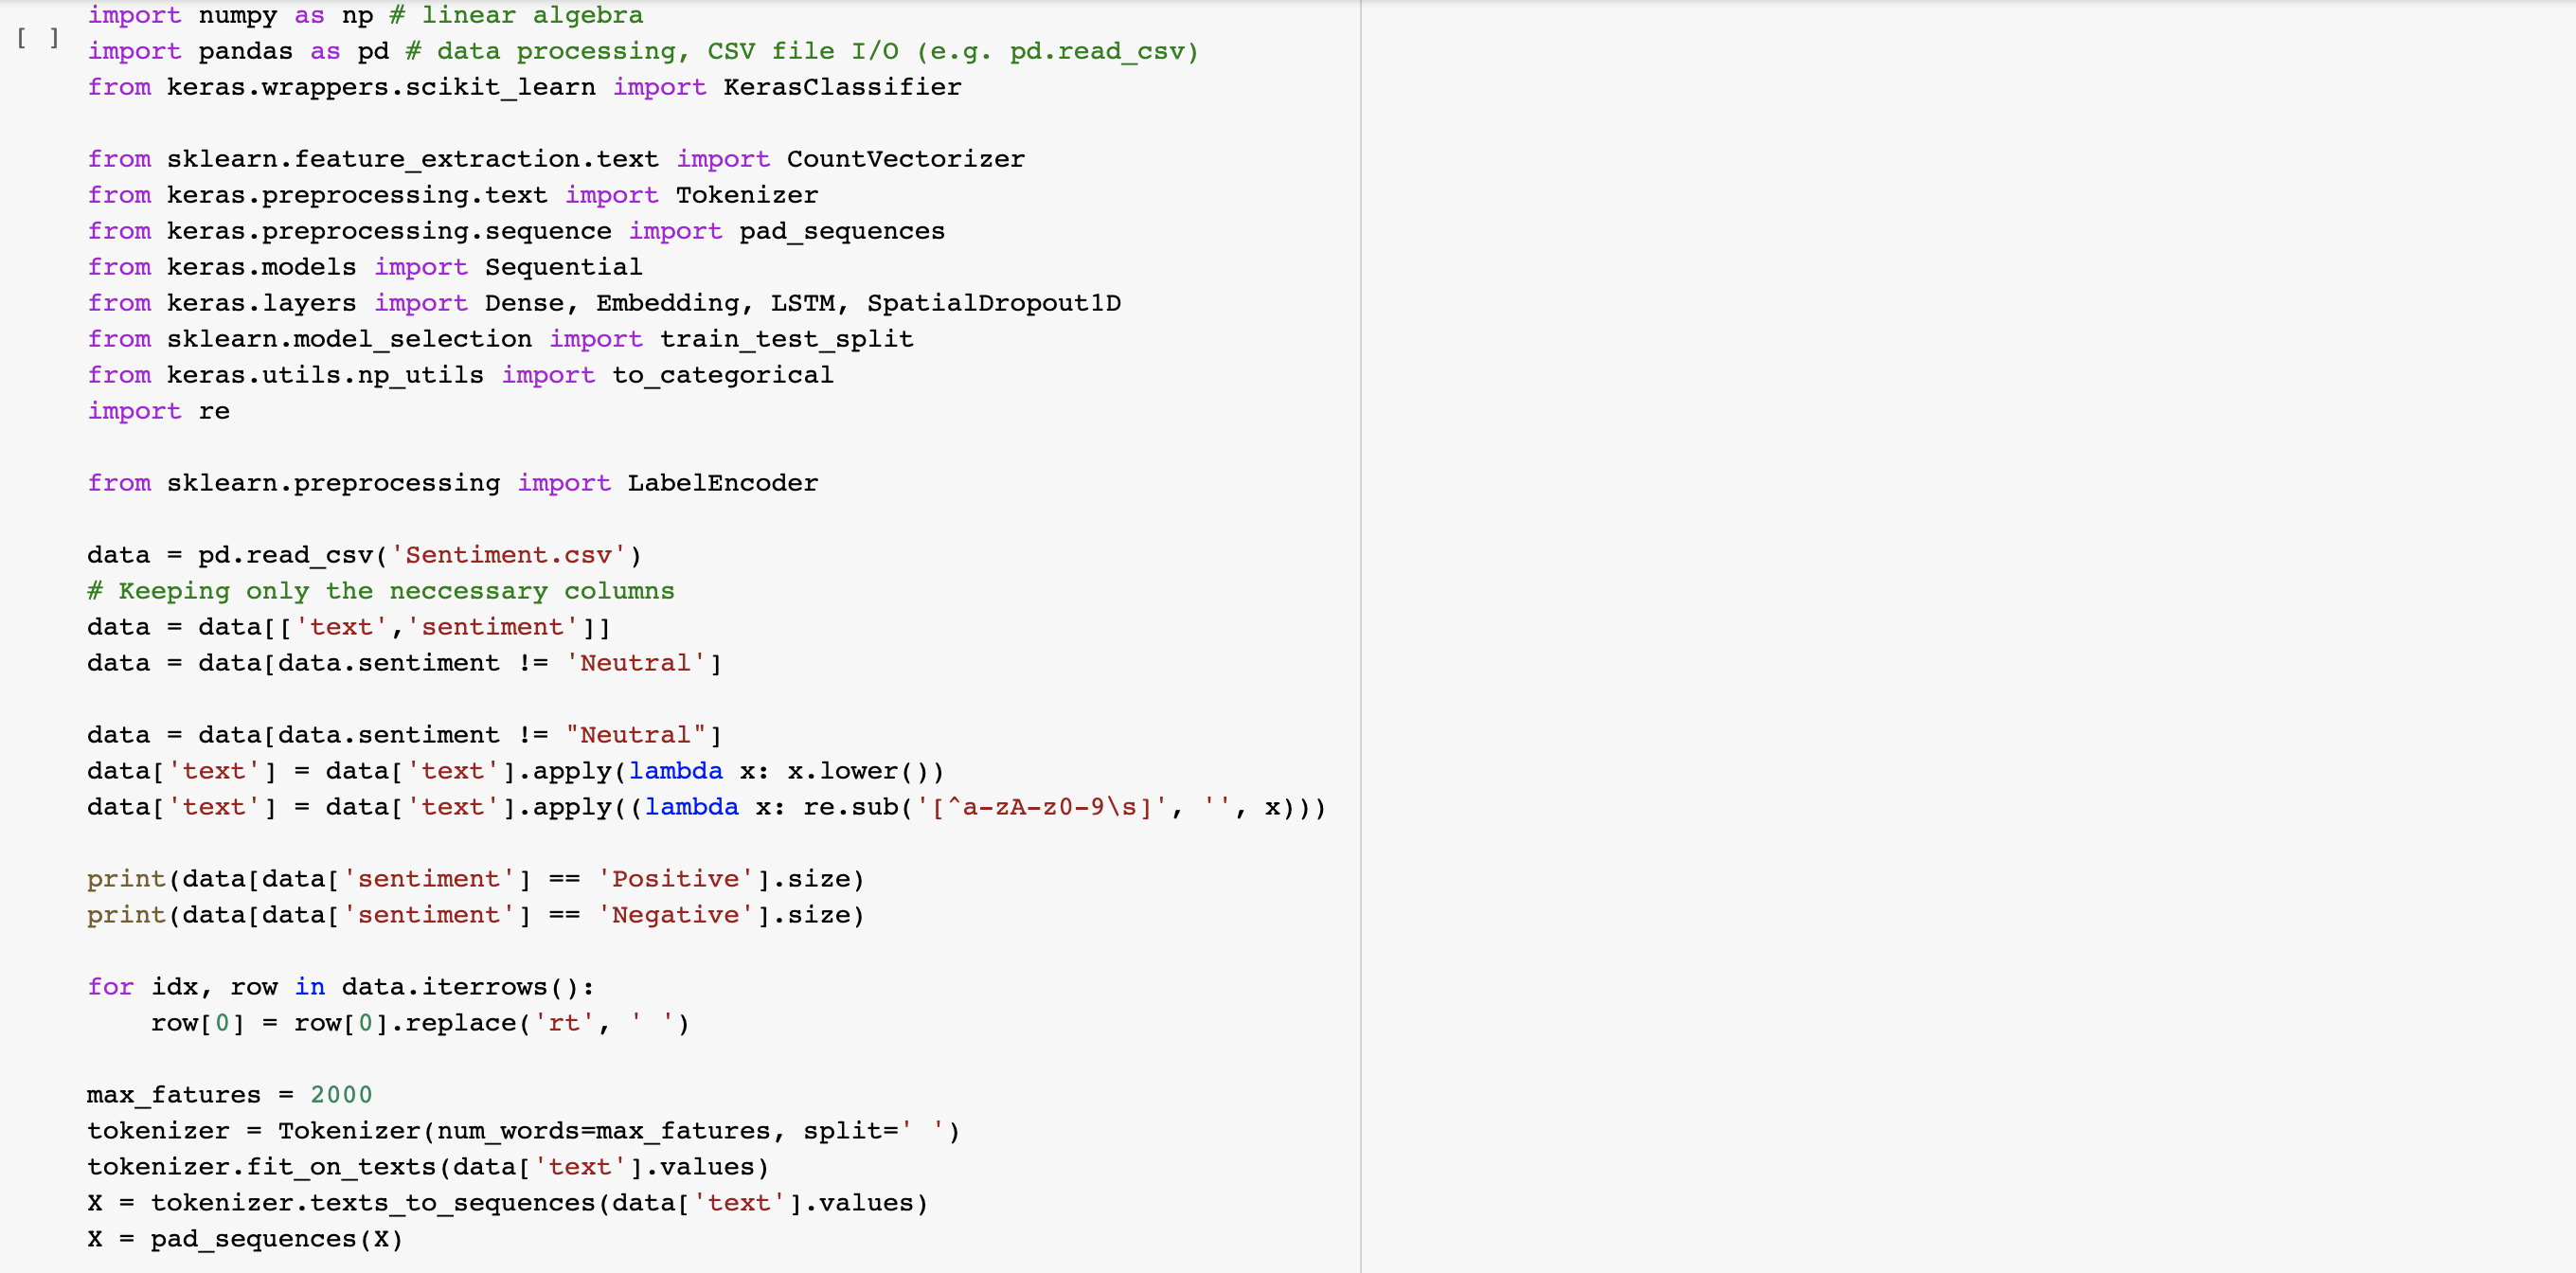 import numpy as np # linear algebra
[ ]
import pandas as pd # data processing, CSV file I/O (e.g. pd.read_csv)
from keras.wrappers.scikit_learn import KerasClassifier
from sklearn.feature_extraction.text import CountVectorizer
from keras.preprocessing.text import Tokenizer
from keras.preprocessing.sequence import pad_sequences
from keras.models import Sequential
from keras.layers import Dense, Embedding, LSTM, SpatialDropout1D
from sklearn.model_selection import train_test_split
from keras.utils.np_utils import to_categorical
import re
from sklearn.preprocessing import LabelEncoder
data = pd.read_csv('Sentiment.csv')
# Keeping only the neccessary columns
data = data[['text','sentiment']]
data = data[data.sentiment != 'Neutral']
data = data[data.sentiment != "Neutral"]
data['text'] = data['text'].apply(lambda x: x.lower())
data['text'] = data['text'].apply((lambda x: re.sub('[^a-zA-z0-9\s]', '', x)))
print(data[data['sentiment'] == 'Positive'].size)
print(data[data['sentiment'] == 'Negative'].size)
for idx, row in data.iterrows():
    row[0] = row[0].replace('rt', ' ')
max_fatures = 2000
tokenizer = Tokenizer(num_words=max_fatures, split=' ')
tokenizer.fit_on_texts(data['text'].values)
X = tokenizer.texts_to_sequences(data['text'].values)
X = pad_sequences(X)